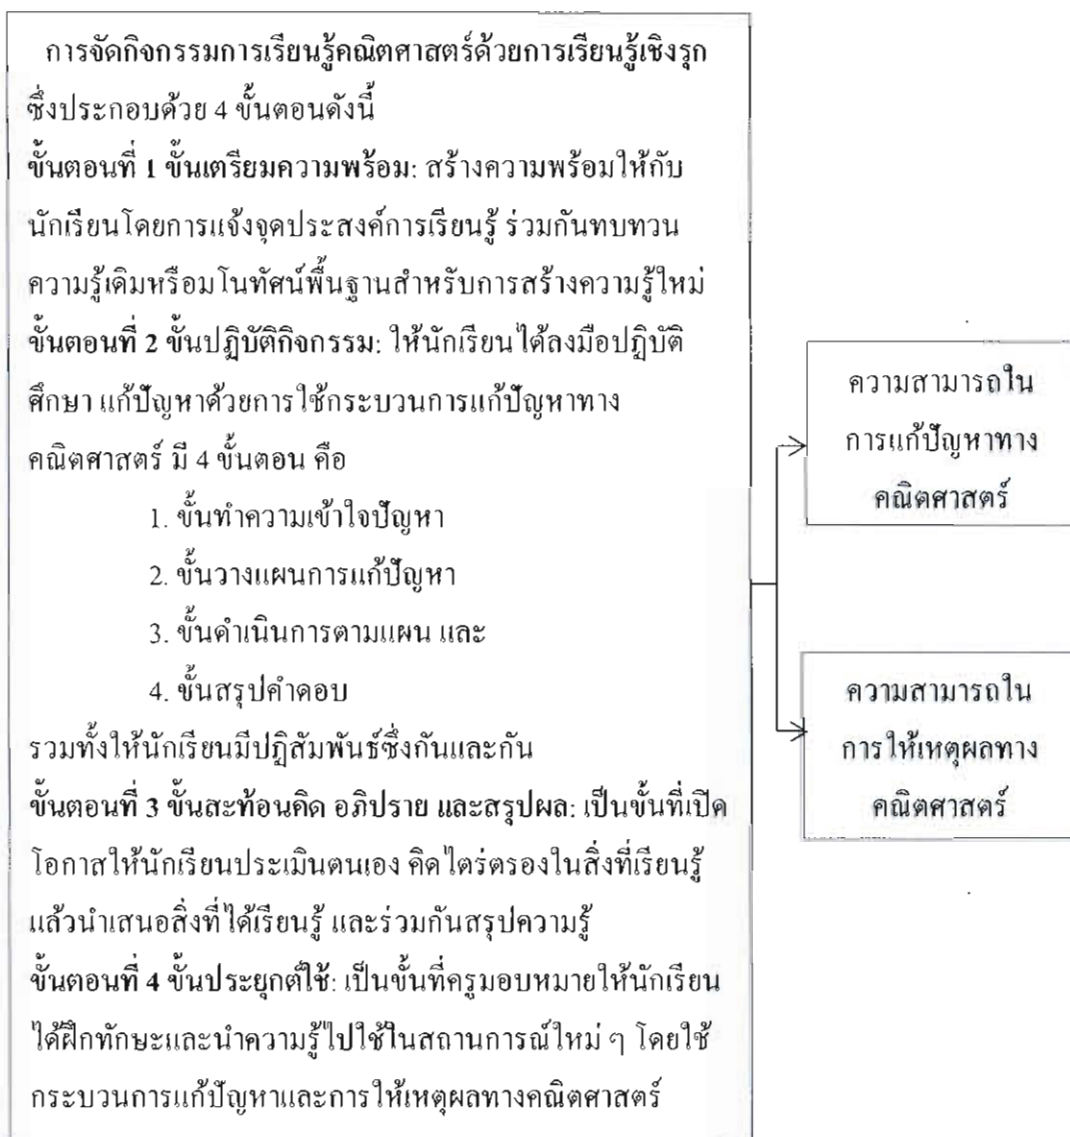 การจัดกิจกรรมการเรียนรู้คณิตศาสตร์ด้วยการเรียนรู้เชิงรุก
ซึ่งประกอบด้วย 4 ขั้นตอนดังนี้
ขั้นตอนที่ 1 ขั้นเตรียมความพร้อม: สร้างความพร้อมให้กับ
นักเรียนโดยการแจ้งจุดประสงค์การเรียนรู้ ร่วมกันทบทวน
ความรู้เดิมหรือมโนทัศน์พื้นฐานสำหรับการสร้างความรู้ใหม่
ขั้นตอนที่ 2 ขั้นปฏิบัติกิจกรรม: ให้นักเรียนได้ลงมือปฏิบัติ
ศึกษา แก้ปัญหาด้วยการใช้กระบวนการแก้ปัญหาทาง
คณิตศาสตร์ มี 4 ขั้นตอน คือ
1. ขั้นทำความเข้าใจปัญหา
2. ขั้นวางแผนการแก้ปัญหา
3. ขั้นดำเนินการตามแผน และ
4. ขั้นสรุปคำตอบ
รวมทั้งให้นักเรียนมีปฏิสัมพันธ์ซึ่งกันและกัน
ขั้นตอนที่ 3 ขั้นสะท้อนคิด อภิปราย และสรุปผล: เป็นขั้นที่เปิด
โอกาสให้นักเรียนประเมินตนเอง คิดไตร่ตรองในสิ่งที่เรียนรู้
แล้วนำเสนอสิ่งที่ได้เรียนรู้ และร่วมกันสรุปความรู้
ขั้นตอนที่ 4 ขั้นประยุกต์ใช้: เป็นขั้นที่ครูมอบหมายให้นักเรียน
ได้ฝึกทักษะและนำความรู้ไปใช้ในสถานการณ์ใหม่ ๆ โดยใช้
กระบวนการแก้ปัญหาและการให้เหตุผลทางคณิตศาสตร์
ความสามารถใน
การแก้ปัญหาทาง
คณิตศาสตร์
ความสามารถใน
การให้เหตุผลทาง
คณิตศาสตร์